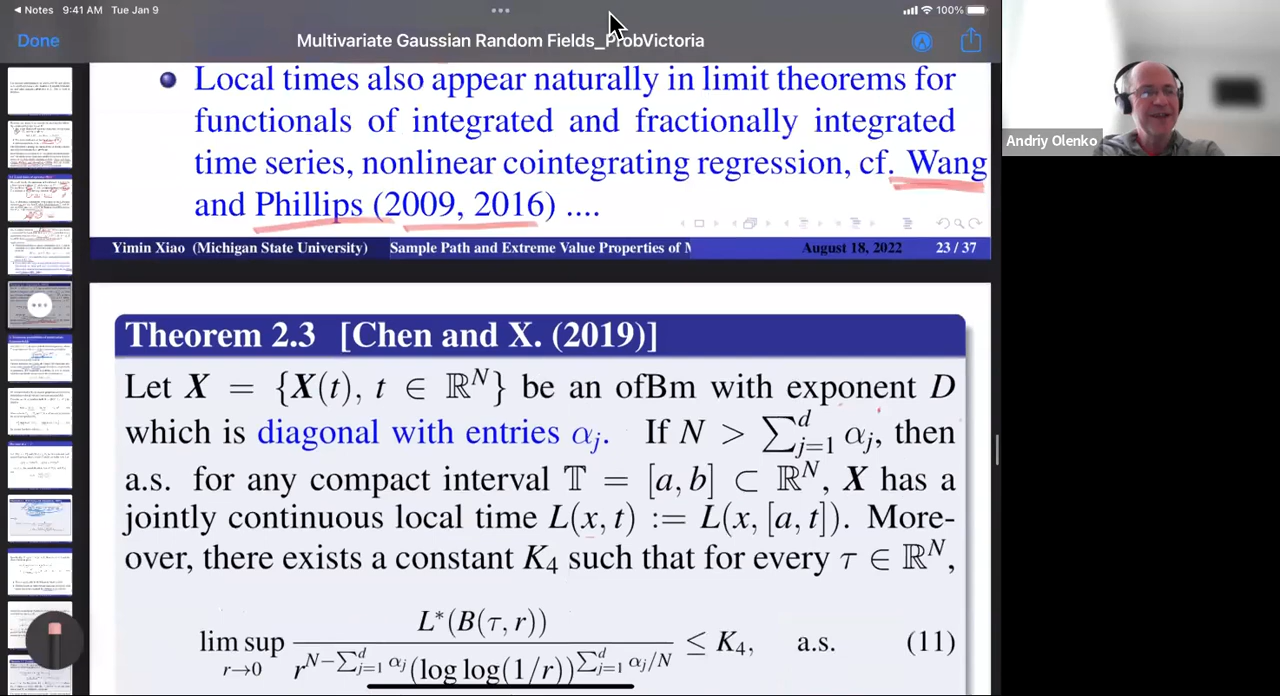 Notes 9:41 AM Tue Jan 9 100%
Done Multivariate Gaussian Random Fields_ProbVictoria
Local times also appear naturally in limit theorems for
functionals of integrated and fractionally integrated
time series, nonlinear cointegrating regression, cf. Wang
and Phillips (2009, 2016) ....
Yimin Xiao (Michigan State University) Sample Path and Extreme Value Properties of M August 18, 2022 23 / 37
Theorem 2.3 [Chen and X. (2019)]
Let X = {X(t), t ∈ ℝ^N} be an ofBm with exponent D
which is diagonal with entries α_j. If N > ∑_{j=1}^d α_j, then
a.s. for any compact interval 𝕋 = [a, b] ⊂ ℝ^N, X has a
jointly continuous local time L(x, t) := L(x, [a, t]). More-
over, there exists a constant K_4 such that for every τ ∈ ℝ^N,
lim sup_{r→0} L*(B(τ, r)) / r^{N−∑_{j=1}^d α_j} (log log(1/r))^{∑_{j=1}^d α_j/N} ≤ K_4, a.s. (11)
Andriy Olenko